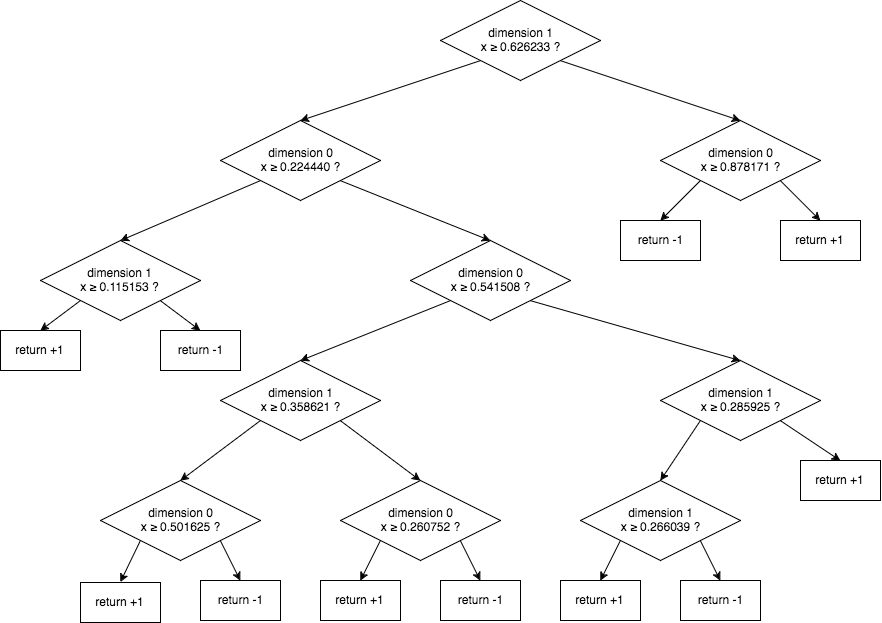 dimension 1
x ≥ 0.626233 ?
dimension 0
x ≥ 0.224440 ?
dimension 0
x ≥ 0.878171 ?
return -1
return +1
dimension 1
x ≥ 0.115153 ?
dimension 0
x ≥ 0.541508 ?
return +1
return -1
dimension 1
x ≥ 0.358621 ?
dimension 1
x ≥ 0.285925 ?
return +1
dimension 0
x ≥ 0.501625 ?
dimension 0
x ≥ 0.260752 ?
dimension 1
x ≥ 0.266039 ?
return +1
return -1
return +1
return -1
return +1
return -1